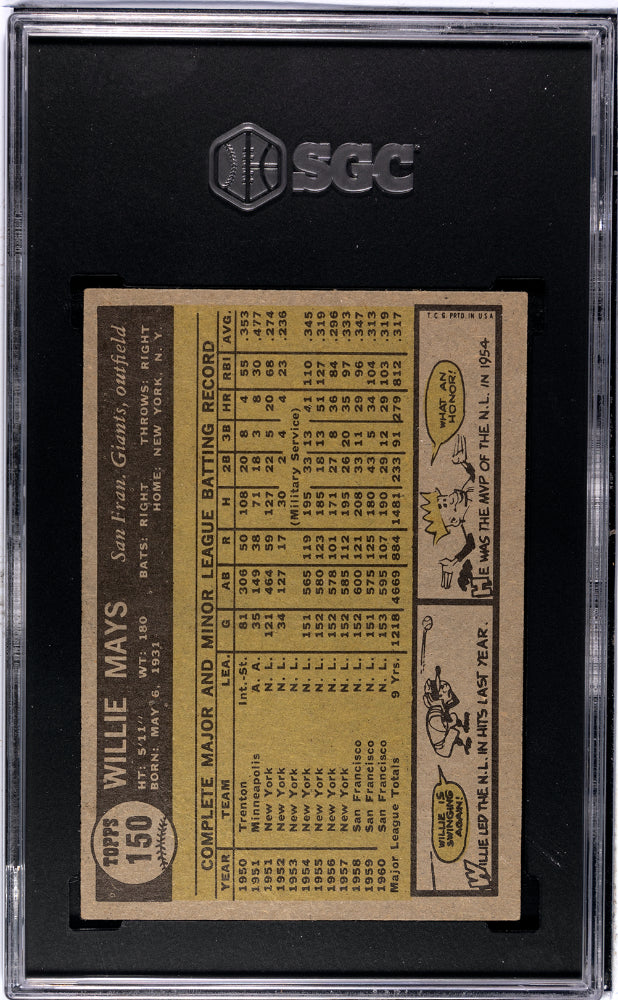 SGC
TOPPS
150
WILLIE MAYS San Fran. Giants, outfield
HT: 5'11" WT: 180 BATS: RIGHT THROWS: RIGHT
BORN: MAY 6, 1931 HOME: NEW YORK, N. Y.
COMPLETE MAJOR AND MINOR LEAGUE BATTING RECORD
YEAR TEAM LEA. G AB R H 2B 3B HR RBI AVG.
1950 Trenton Int.-St. 81 306 50 108 20 8 4 55 .353
1951 Minneapolis A. A. 35 149 38 71 18 3 8 30 .477
1951 New York N. L. 121 464 59 127 22 5 20 68 .274
1952 New York N. L. 34 127 17 30 2 4 4 23 .236
1953 New York N. L. (Military Service)
1954 New York N. L. 151 565 119 195 33 13 41 110 .345
1955 New York N. L. 152 580 123 185 18 13 51 127 .319
1956 New York N. L. 152 578 101 171 27 8 36 84 .296
1957 New York N. L. 152 585 112 195 26 20 35 97 .333
1958 San Francisco N. L. 152 600 121 208 33 11 29 96 .347
1959 San Francisco N. L. 151 575 125 180 43 5 34 104 .313
1960 San Francisco N. L. 153 595 107 190 29 12 29 103 .319
Major League Totals 9 Yrs. 1218 4669 884 1481 233 91 279 812 .317
WILLIE IS
SWINGING
AGAIN!
WILLIE LED THE N.L. IN HITS LAST YEAR.
WHAT AN
HONOR!
HE WAS THE MVP OF THE N.L. IN 1954
T. C. G. PRTD. IN U S A